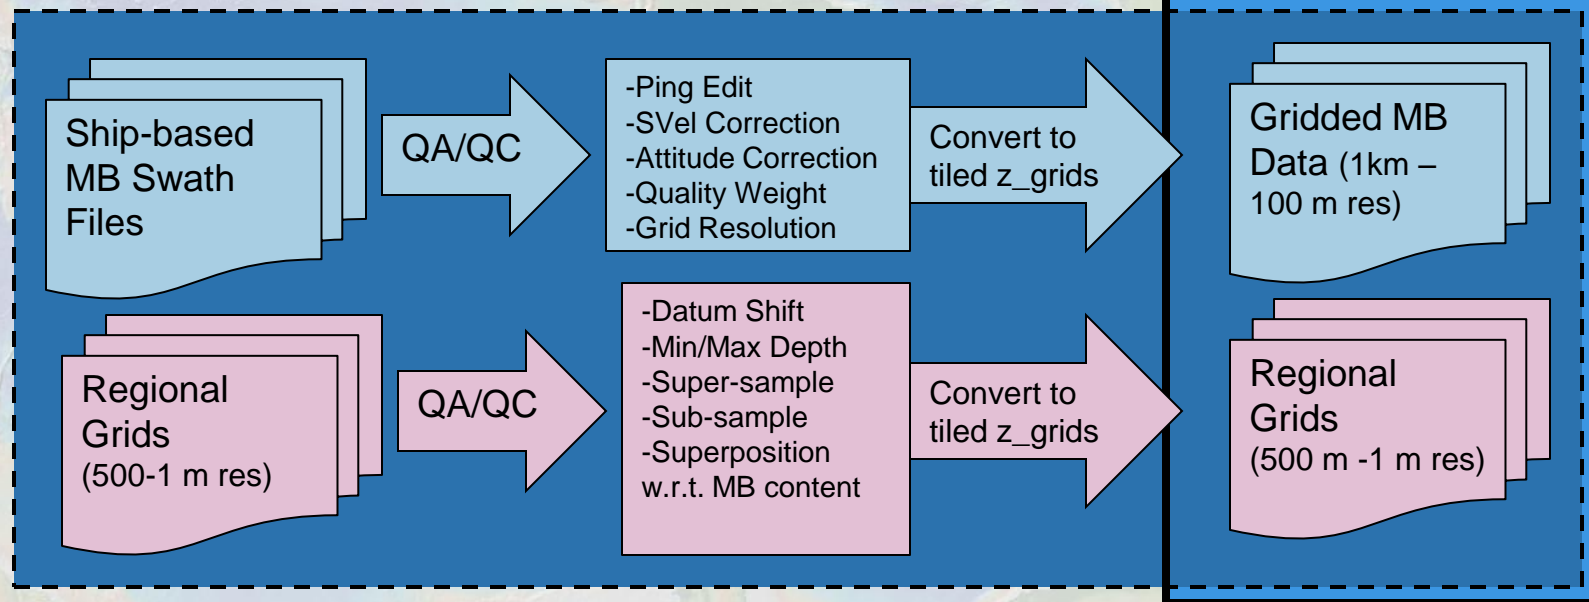 Ship-based
MB Swath
Files
QA/QC
-Ping Edit
-SVel Correction
-Attitude Correction
-Quality Weight
-Grid Resolution
Convert to
tiled z_grids
Gridded MB
Data (1km –
100 m res)
Regional
Grids
(500-1 m res)
QA/QC
-Datum Shift
-Min/Max Depth
-Super-sample
-Sub-sample
-Superposition
w.r.t. MB content
Convert to
tiled z_grids
Regional
Grids
(500 m -1 m res)